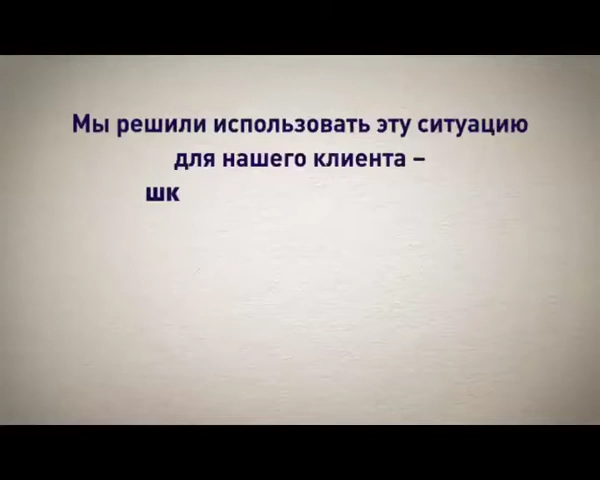 Мы решили использовать эту ситуацию
для нашего клиента –
шк